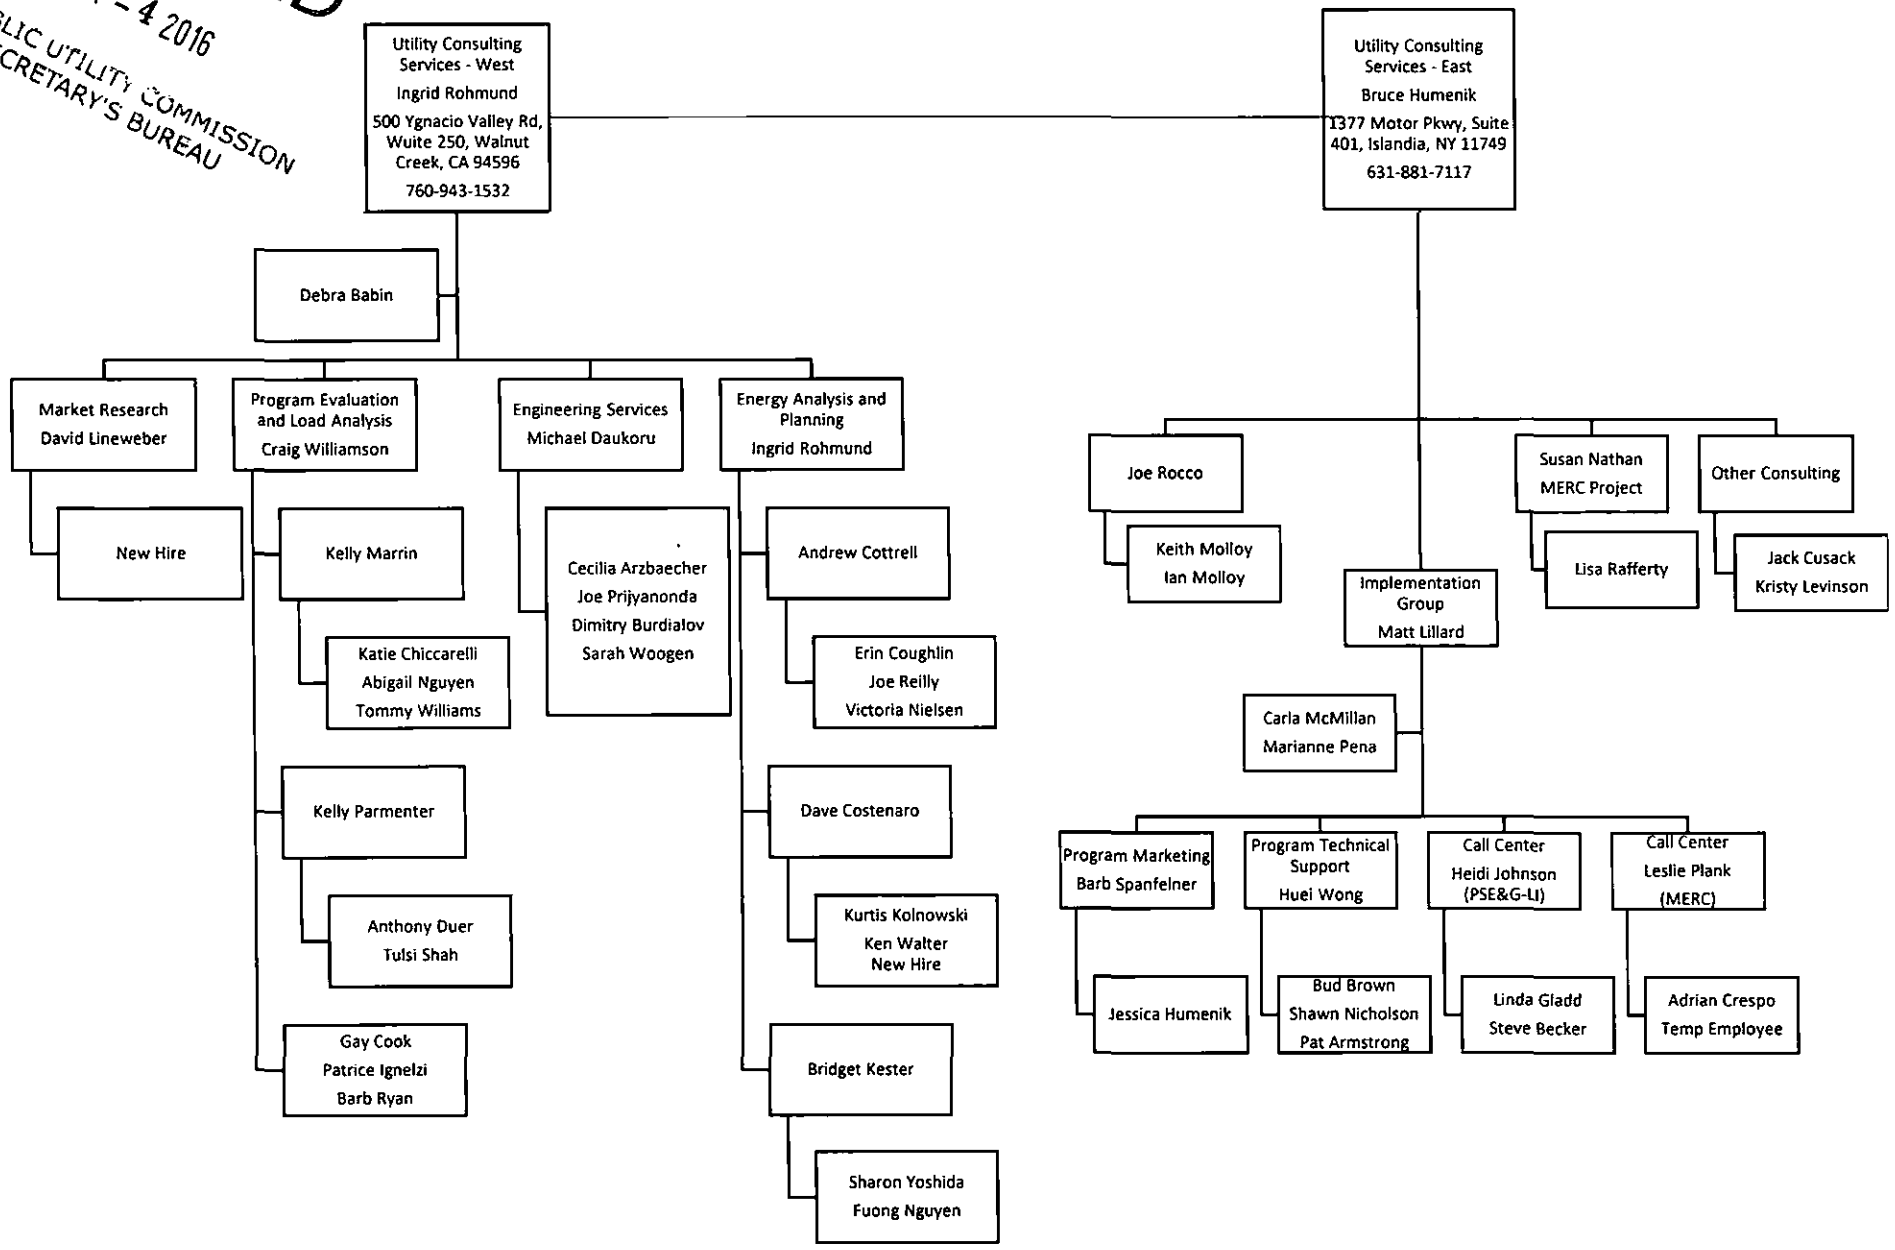 - 4 2016
UTILITY COMMISSION
SECRETARY'S BUREAU
Utility Consulting
Services - West
Ingrid Rohmund
500 Ygnacio Valley Rd,
Wuite 250, Walnut
Creek, CA 94596
760-943-1532
Utility Consulting
Services - East
Bruce Humenik
1377 Motor Pkwy, Suite
401, Islandia, NY 11749
631-881-7117
Debra Babin
Market Research
David Lineweber
Program Evaluation
and Load Analysis
Craig Williamson
Engineering Services
Michael Daukoru
Energy Analysis and
Planning
Ingrid Rohmund
New Hire
Kelly Marrin
Katie Chiccarelli
Abigail Nguyen
Tommy Williams
Kelly Parmenter
Anthony Duer
Tulsi Shah
Gay Cook
Patrice Ignelzi
Barb Ryan
Cecilia Arzbaecher
Joe Prijyanonda
Dimitry Burdialov
Sarah Woogen
Andrew Cottrell
Erin Coughlin
Joe Reilly
Victoria Nielsen
Dave Costenaro
Kurtis Kolnowski
Ken Walter
New Hire
Bridget Kester
Sharon Yoshida
Fuong Nguyen
Joe Rocco
Keith Molloy
Ian Molloy
Susan Nathan
MERC Project
Lisa Rafferty
Other Consulting
Jack Cusack
Kristy Levinson
Implementation
Group
Matt Lillard
Carla McMillan
Marianne Pena
Program Marketing
Barb Spanfelner
Jessica Humenik
Program Technical
Support
Huei Wong
Bud Brown
Shawn Nicholson
Pat Armstrong
Call Center
Heidi Johnson
(PSE&G-LI)
Linda Gladd
Steve Becker
Call Center
Leslie Plank
(MERC)
Adrian Crespo
Temp Employee